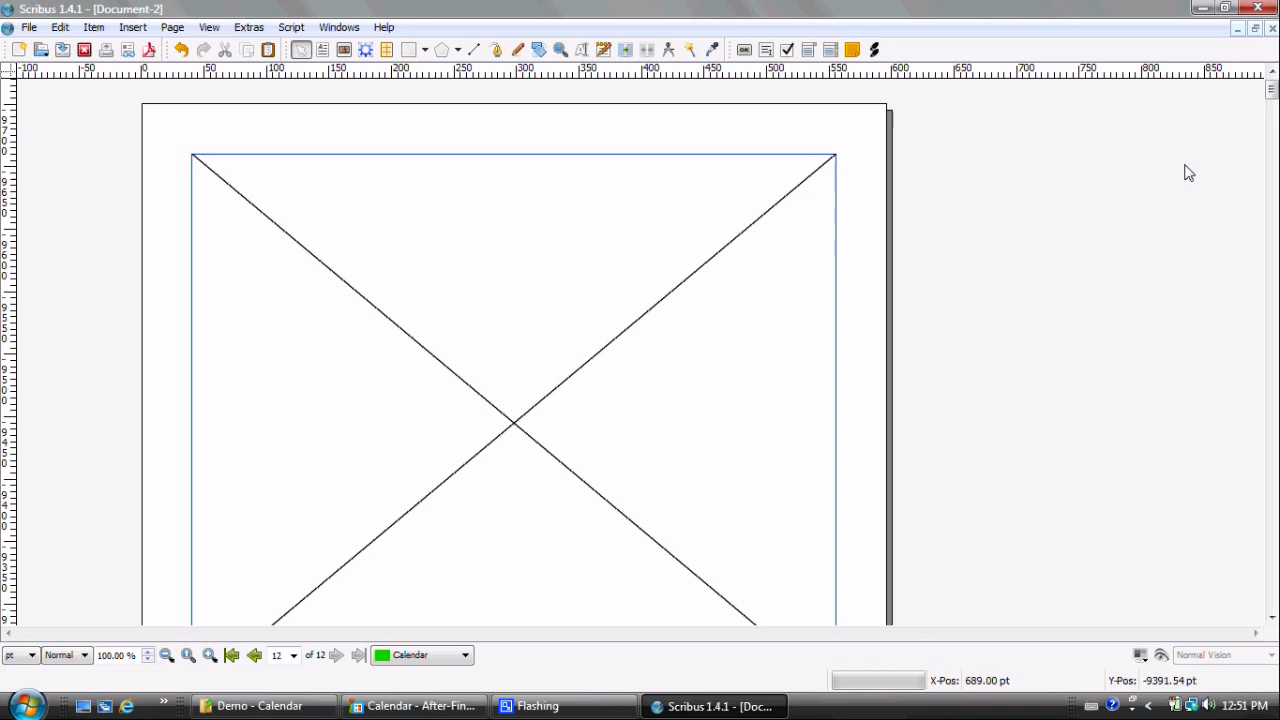 Scribus 1.4.1 - [Document-2]
File Edit Item Insert Script Page View Extras Script Windows Help
-100 -50 0 50 100 150 200 250 300 350 400 450 500 550 600 650 700 750 800 850
pt Normal 100.00 % 12 of 12 Calendar Normal Vision
X-Pos: 689.00 pt Y-Pos: -9391.54 pt
Demo - Calendar Calendar - After-Fin... Flashing Scribus 1.4.1 - [Doc... 12:51 PM